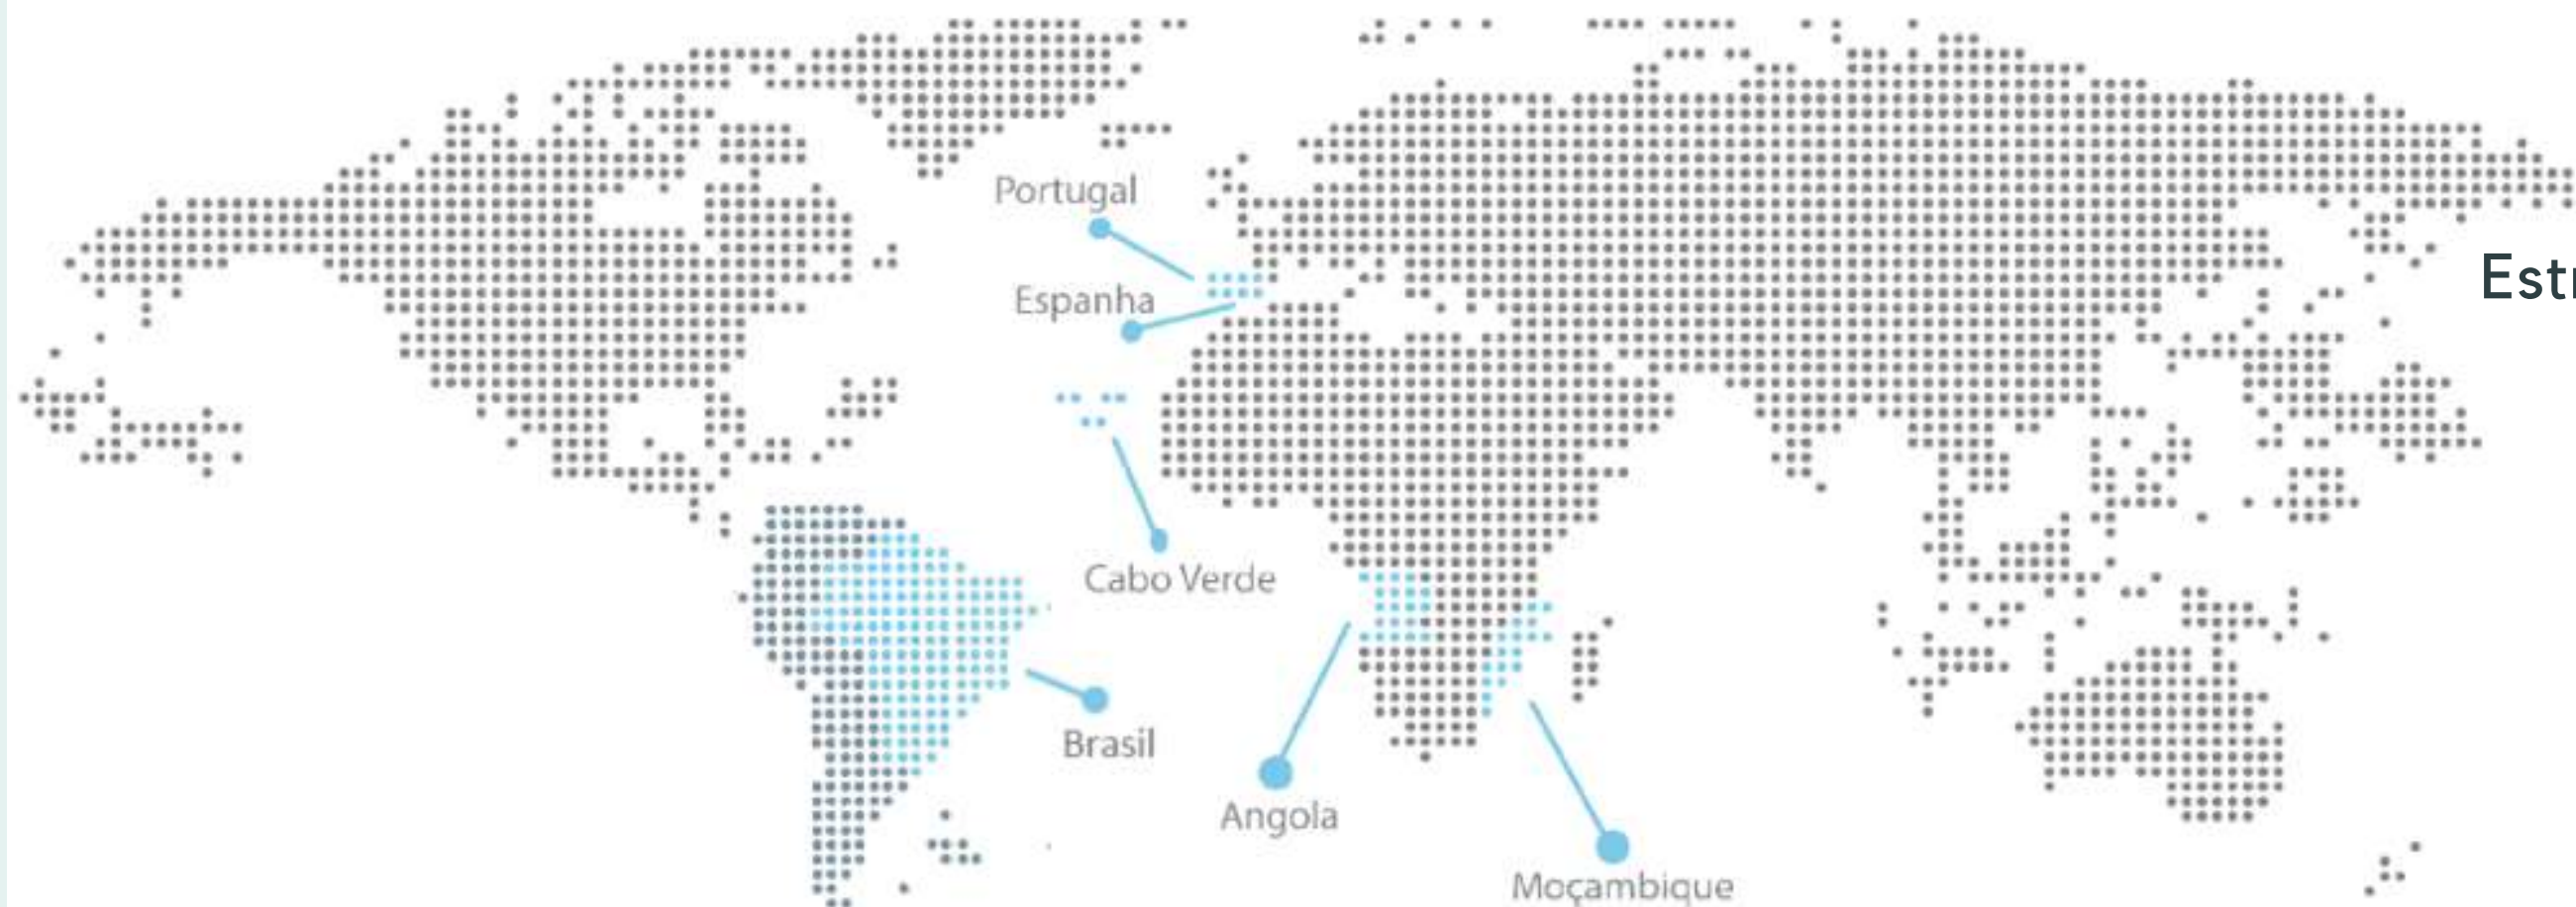 Portugal
Espanha
Cabo Verde
Brasil
Angola
Moçambique